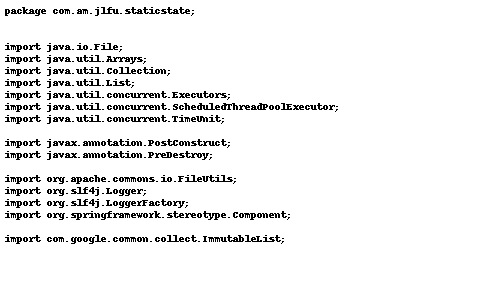 package com.am.jlfu.staticstate;
import java.io.File;
import java.util.Arrays;
import java.util.Collection;
import java.util.List;
import java.util.concurrent.Executors;
import java.util.concurrent.ScheduledThreadPoolExecutor;
import java.util.concurrent.TimeUnit;
import javax.annotation.PostConstruct;
import javax.annotation.PreDestroy;
import org.apache.commons.io.FileUtils;
import org.slf4j.Logger;
import org.slf4j.LoggerFactory;
import org.springframework.stereotype.Component;
import com.google.common.collect.ImmutableList;